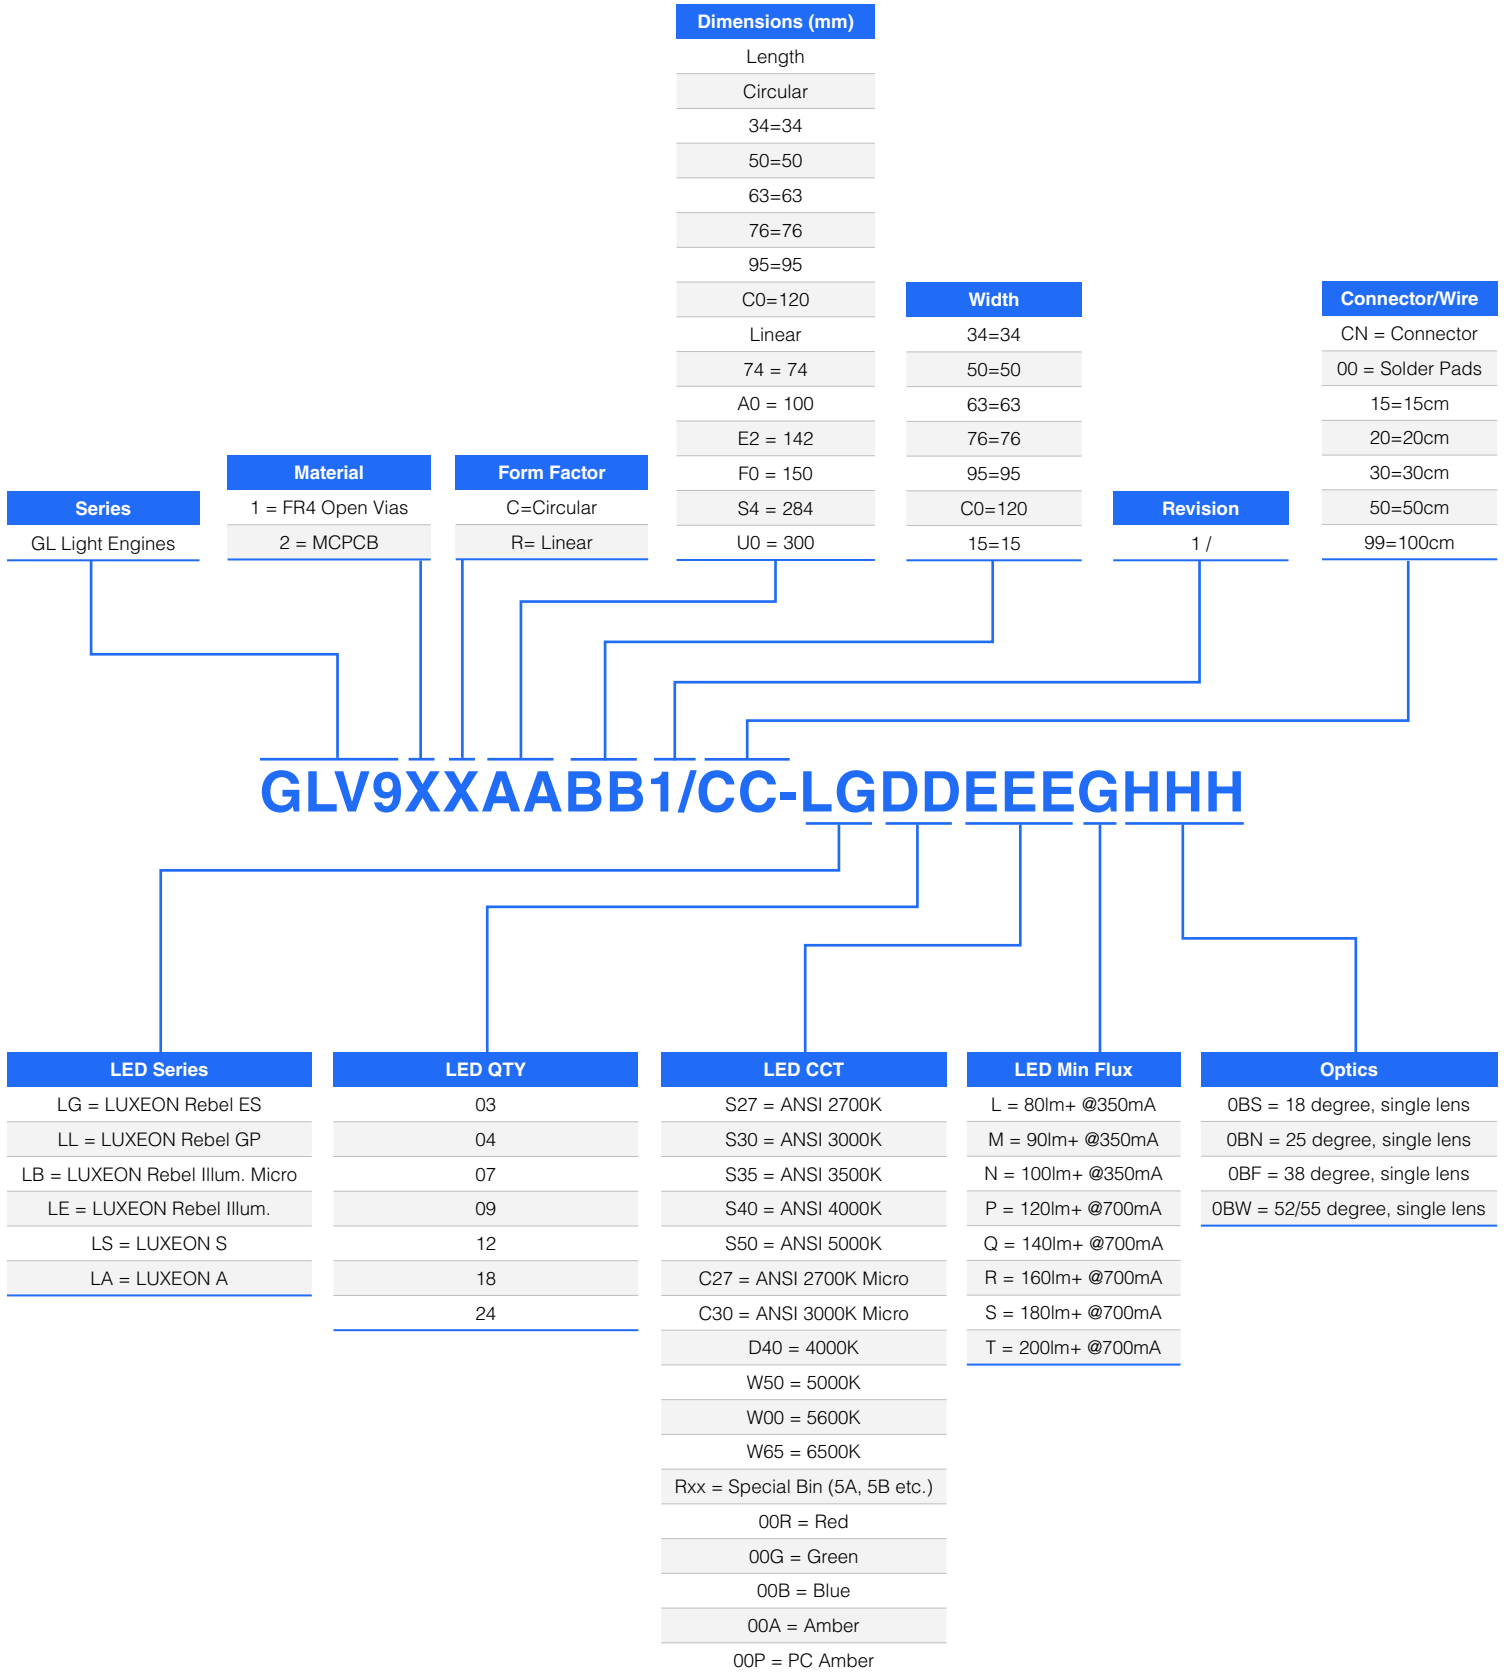 Dimensions (mm)
Length
Circular
34=34
50=50
63=63
76=76
95=95
C0=120
Linear
74 = 74
A0 = 100
E2 = 142
F0 = 150
S4 = 284
U0 = 300
Width
34=34
50=50
63=63
76=76
95=95
C0=120
15=15
Connector/Wire
CN = Connector
00 = Solder Pads
15=15cm
20=20cm
30=30cm
50=50cm
99=100cm
Material
1 = FR4 Open Vias
2 = MCPCB
Form Factor
C=Circular
R= Linear
Series
GL Light Engines
Revision
1 /
GLV9XXAABB1/CC-LGDDEEEGHHH
LED Series
LG = LUXEON Rebel ES
LL = LUXEON Rebel GP
LB = LUXEON Rebel Illum. Micro
LE = LUXEON Rebel Illum.
LS = LUXEON S
LA = LUXEON A
LED QTY
03
04
07
09
12
18
24
LED CCT
S27 = ANSI 2700K
S30 = ANSI 3000K
S35 = ANSI 3500K
S40 = ANSI 4000K
S50 = ANSI 5000K
C27 = ANSI 2700K Micro
C30 = ANSI 3000K Micro
D40 = 4000K
W50 = 5000K
W00 = 5600K
W65 = 6500K
Rxx = Special Bin (5A, 5B etc.)
00R = Red
00G = Green
00B = Blue
00A = Amber
00P = PC Amber
LED Min Flux
L = 80lm+ @350mA
M = 90lm+ @350mA
N = 100lm+ @350mA
P = 120lm+ @700mA
Q = 140lm+ @700mA
R = 160lm+ @700mA
S = 180lm+ @700mA
T = 200lm+ @700mA
Optics
0BS = 18 degree, single lens
0BN = 25 degree, single lens
0BF = 38 degree, single lens
0BW = 52/55 degree, single lens